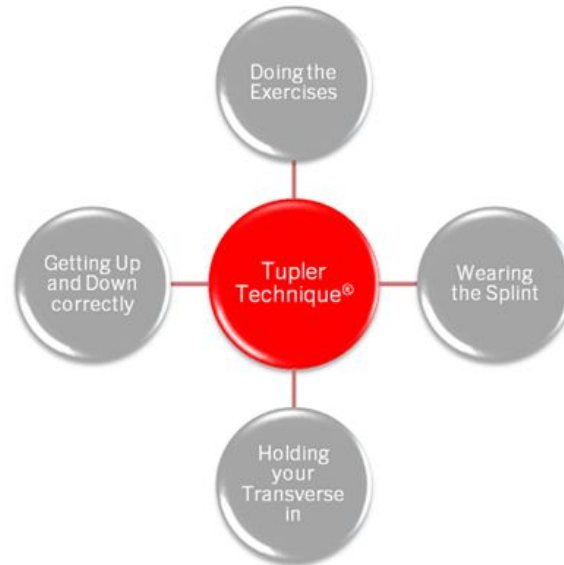 Doing the
Exercises
Getting Up
and Down
correctly
Tupler
Technique®
Wearing
the Splint
Holding
your
Transverse
in